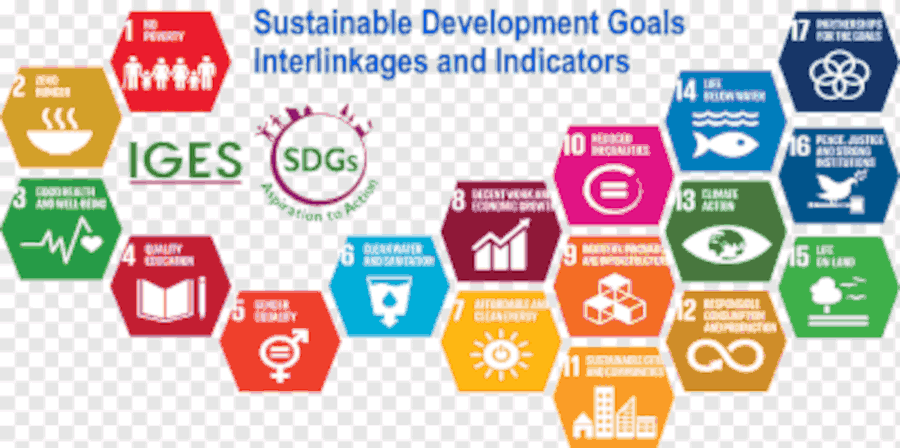 Sustainable Development Goals
Interlinkages and Indicators
IGES
SDGs
Aspiration to Action
1 NO
POVERTY
2 ZERO
HUNGER
3 GOOD HEALTH
AND WELL-BEING
4 QUALITY
EDUCATION
5 GENDER
EQUALITY
6 CLEAN WATER
AND SANITATION
7 AFFORDABLE AND
CLEAN ENERGY
8 DECENT WORK AND
ECONOMIC GROWTH
9 INDUSTRY, INNOVATION
AND INFRASTRUCTURE
10 REDUCED
INEQUALITIES
11 SUSTAINABLE CITIES
AND COMMUNITIES
12 RESPONSIBLE
CONSUMPTION
AND PRODUCTION
13 CLIMATE
ACTION
14 LIFE
BELOW WATER
15 LIFE
ON LAND
16 PEACE, JUSTICE
AND STRONG
INSTITUTIONS
17 PARTNERSHIPS
FOR THE GOALS